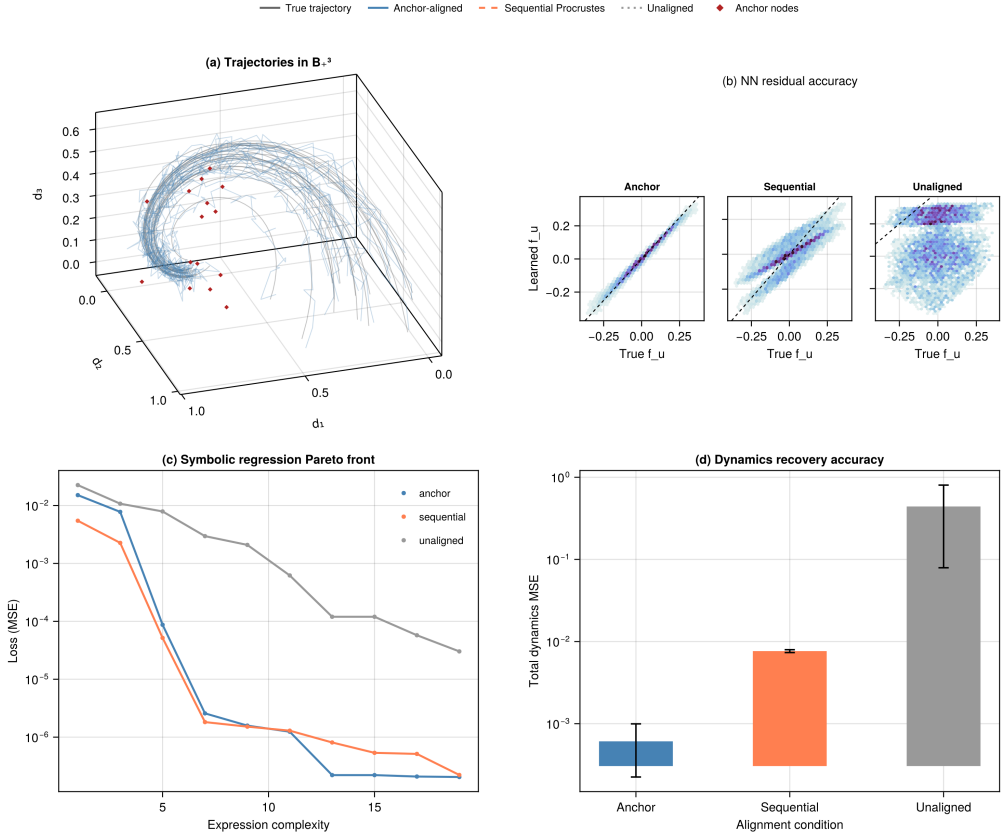 True trajectory Anchor-aligned Sequential Procrustes Unaligned Anchor nodes
(a) Trajectories in B₊³
0.6
0.5
0.4
0.3
0.2
0.1
0.0
d₃
0.0
0.5
1.0
d₂
1.0
0.5
0.0
d₁
(b) NN residual accuracy
Anchor Sequential Unaligned
0.2
0.0
−0.2
Learned f_u
−0.25 0.00 0.25 −0.25 0.00 0.25 −0.25 0.00 0.25
True f_u True f_u True f_u
(c) Symbolic regression Pareto front
anchor
sequential
unaligned
10⁻²
10⁻³
10⁻⁴
10⁻⁵
10⁻⁶
Loss (MSE)
5 10 15
Expression complexity
(d) Dynamics recovery accuracy
10⁰
10⁻¹
10⁻²
10⁻³
Total dynamics MSE
Anchor Sequential Unaligned
Alignment condition